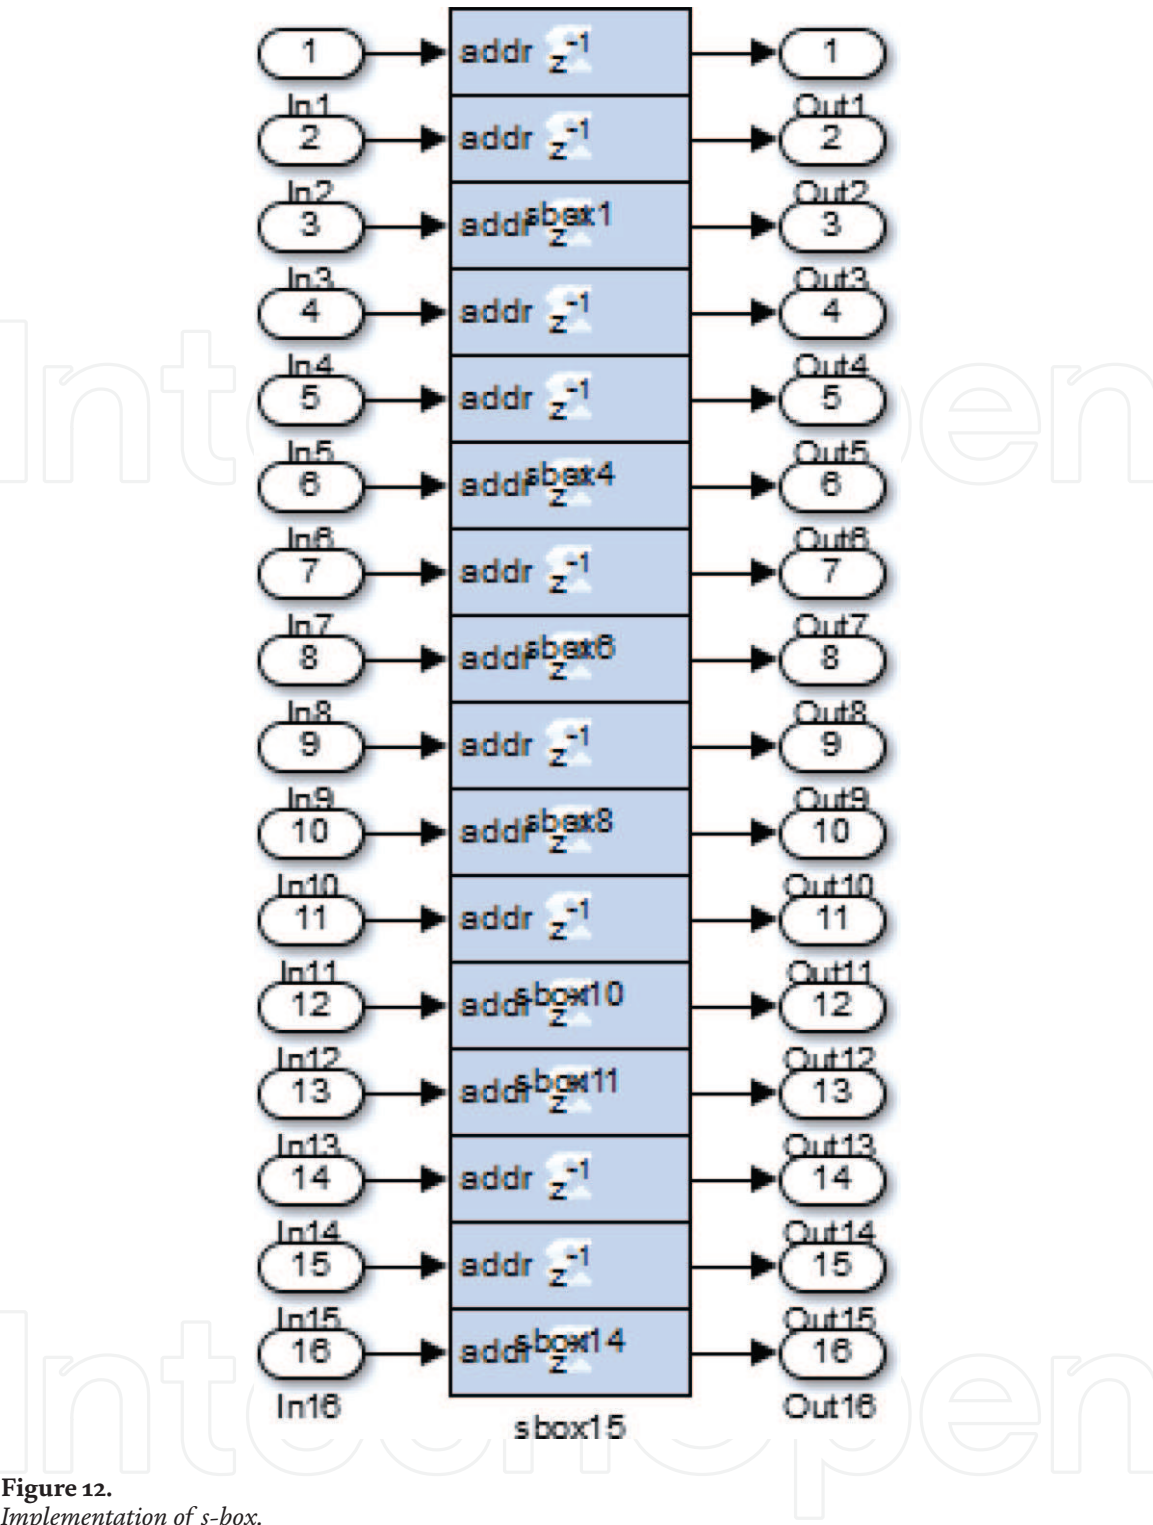 1 addr z-1 1
In1 Out1
2 addr z-1 2
In2 Out2
3 addr sbox1 z 3
In3 Out3
4 addr z-1 4
In4 Out4
5 addr z-1 5
In5 Out5
6 addr sbox4 z 6
In6 Out6
7 addr z-1 7
In7 Out7
8 addr sbox6 z 8
In8 Out8
9 addr z-1 9
In9 Out9
10 addr sbox8 z 10
In10 Out10
11 addr z-1 11
In11 Out11
12 addr sbox10 z 12
In12 Out12
13 addr sbox11 z 13
In13 Out13
14 addr z-1 14
In14 Out14
15 addr z-1 15
In15 Out15
16 addr sbox14 z 16
In16 Out16
sbox15
IntechOpen
IntechOpen
Figure 12.
Implementation of s-box.